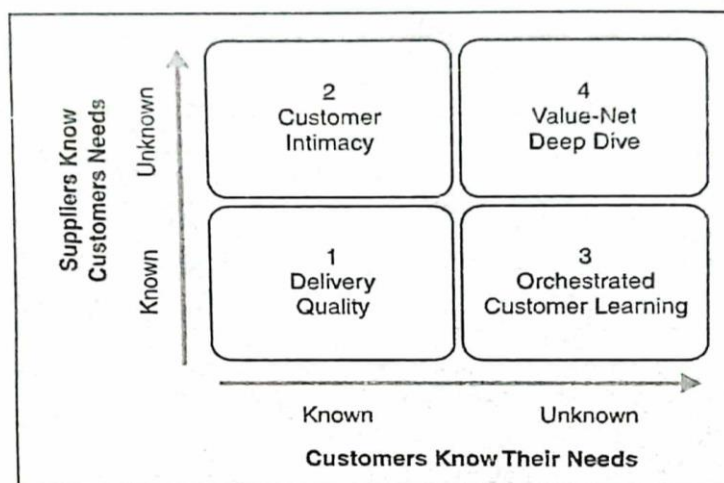 Suppliers Know
Customers Needs
Unknown
Known
2
Customer
Intimacy
4
Value-Net
Deep Dive
1
Delivery
Quality
3
Orchestrated
Customer Learning
Known
Unknown
Customers Know Their Needs